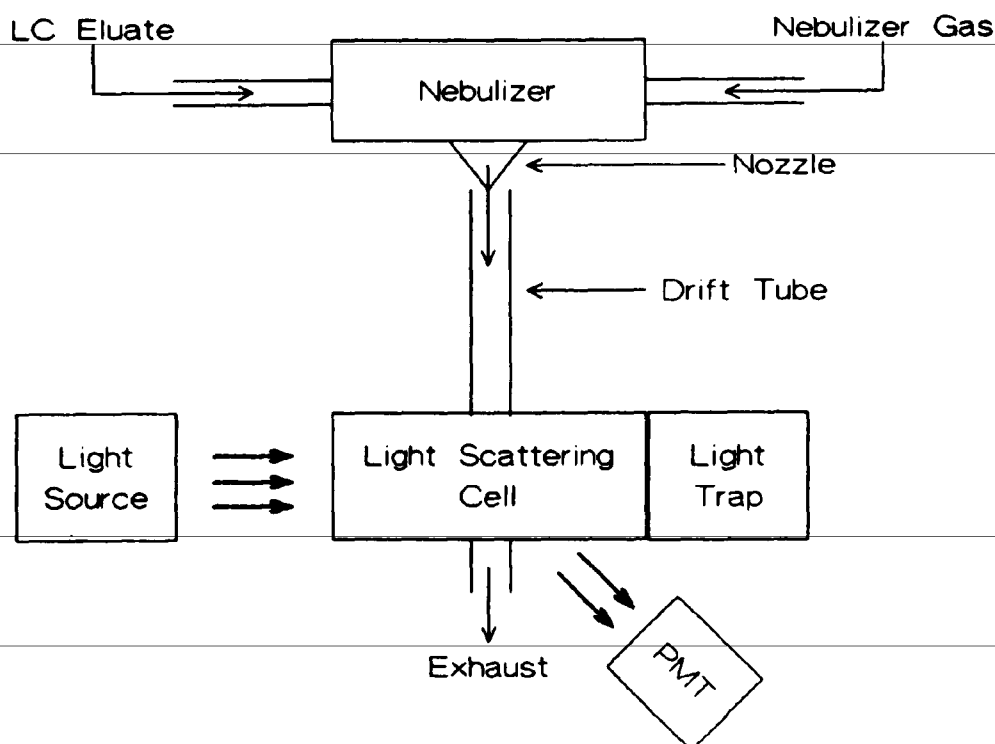 LC Eluate
Nebulizer Gas
Nebulizer
Nozzle
Drift Tube
Light
Source
Light Scattering
Cell
Light
Trap
Exhaust
PMT